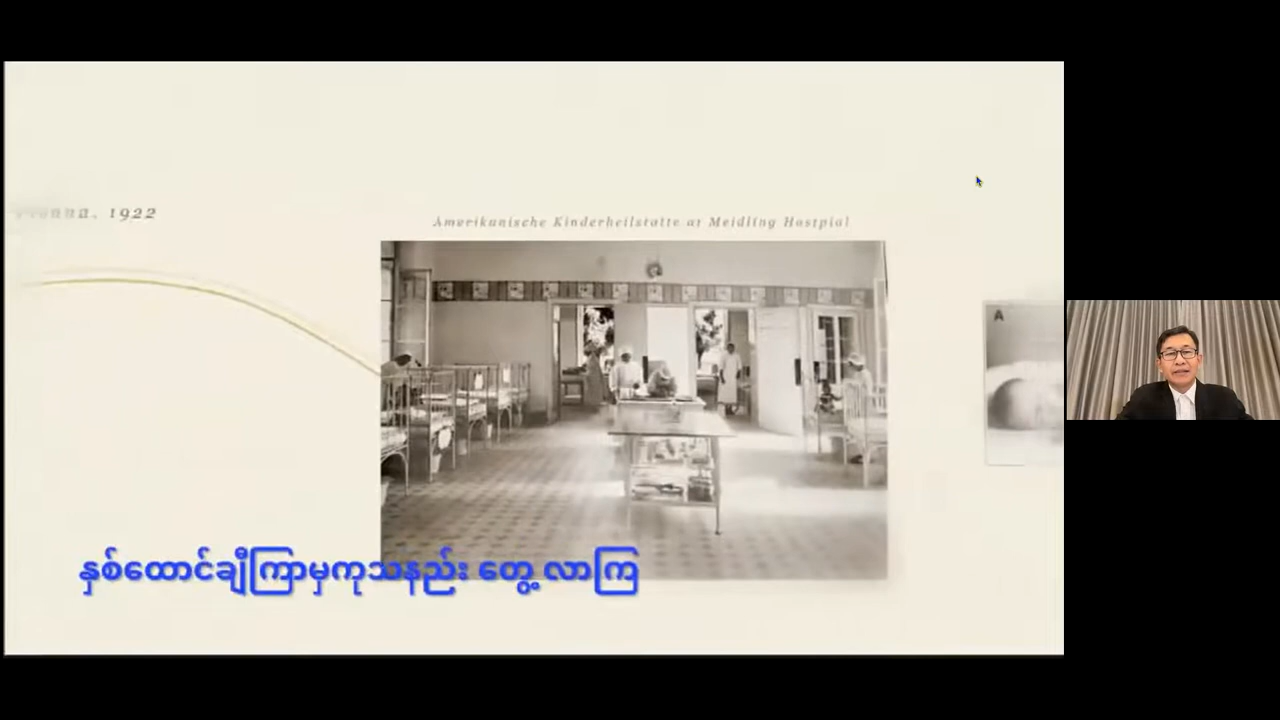 1922
Amerikanische Kinderheilstatte at Meidling Hostpial
A
နှစ်ထောင်ချီကြာမှကုသနည်း တွေ့ လာကြ